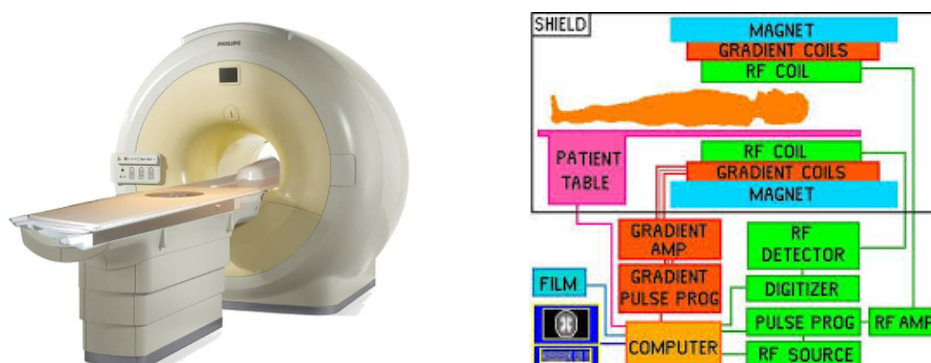 PHILIPS
SHIELD
MAGNET
GRADIENT COILS
RF COIL
RF COIL
GRADIENT COILS
MAGNET
PATIENT
TABLE
GRADIENT
AMP
RF
DETECTOR
FILM
GRADIENT
PULSE PROG
DIGITIZER
PULSE PROG
RF AMP
COMPUTER
RF SOURCE